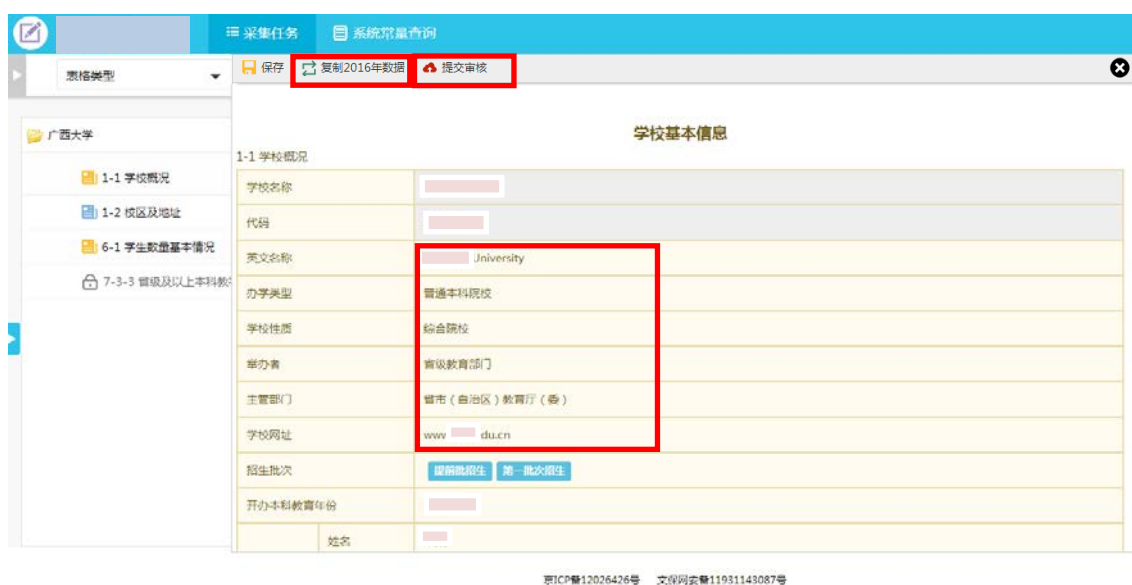 采集任务 系统常量查询
表格类型 保存 复制2016年数据 提交审核
学校基本信息
广西大学
1-1 学校概况
1-2 校区及地址
6-1 学生数量基本情况
7-3-3 省级及以上本科教
1-1 学校概况
学校名称
代码
英文名称 University
办学类型 普通本科院校
学校性质 综合院校
举办者 省级教育部门
主管部门 省市（自治区）教育厅（委）
学校网址 www du.cn
招生批次 提前批招生 第一批次招生
开办本科教育年份
姓名
京ICP备12026426号 文保网安备11931143087号